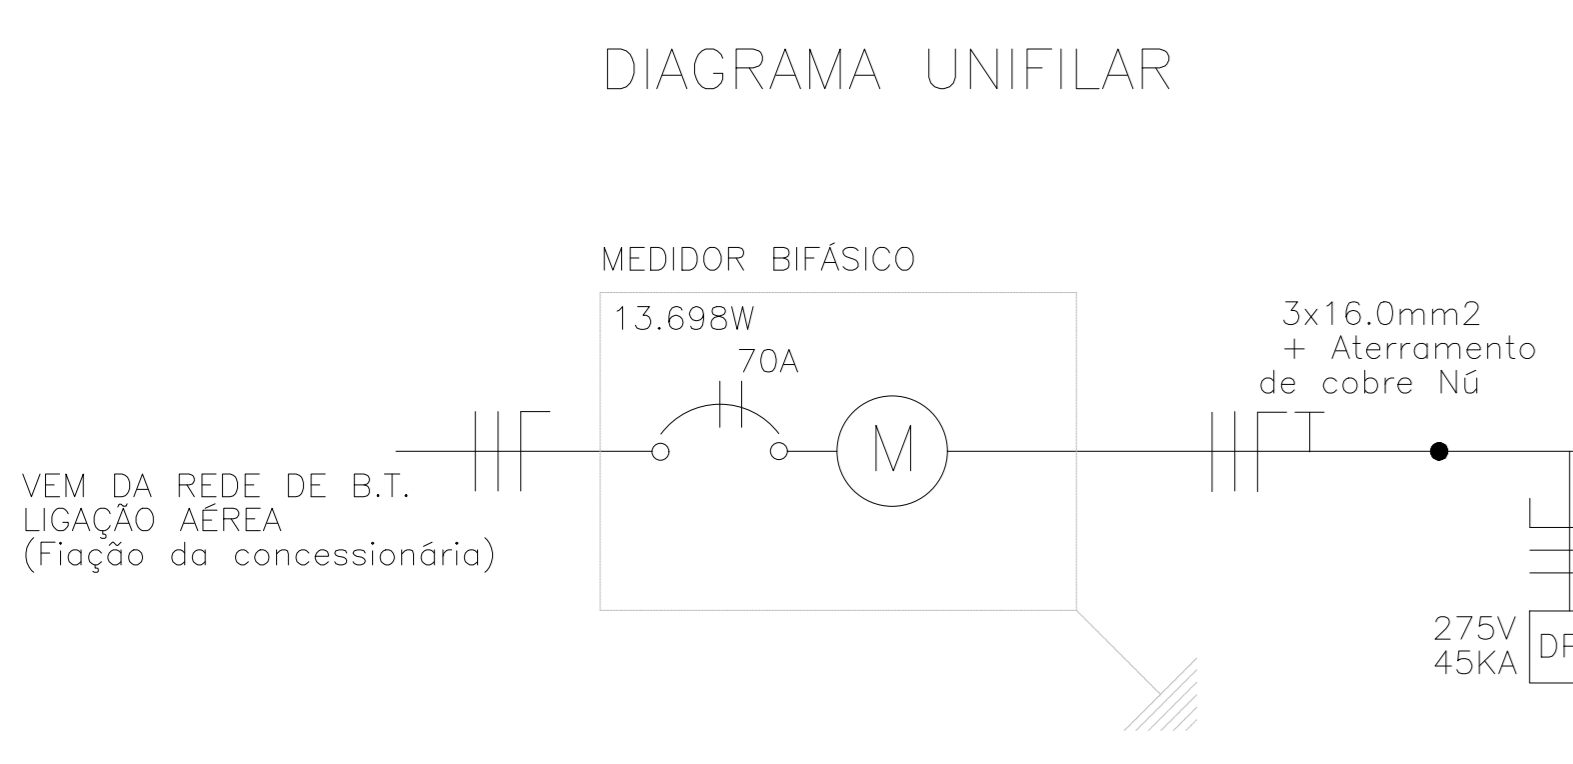 DIAGRAMA UNIFILAR
MEDIDOR BIFÁSICO
13.698W
70A
M
3x16.0mm2
+ Aterramento
de cobre Nú
VEM DA REDE DE B.T.
LIGAÇÃO AÉREA
(Fiação da concessionária)
275V
45KA